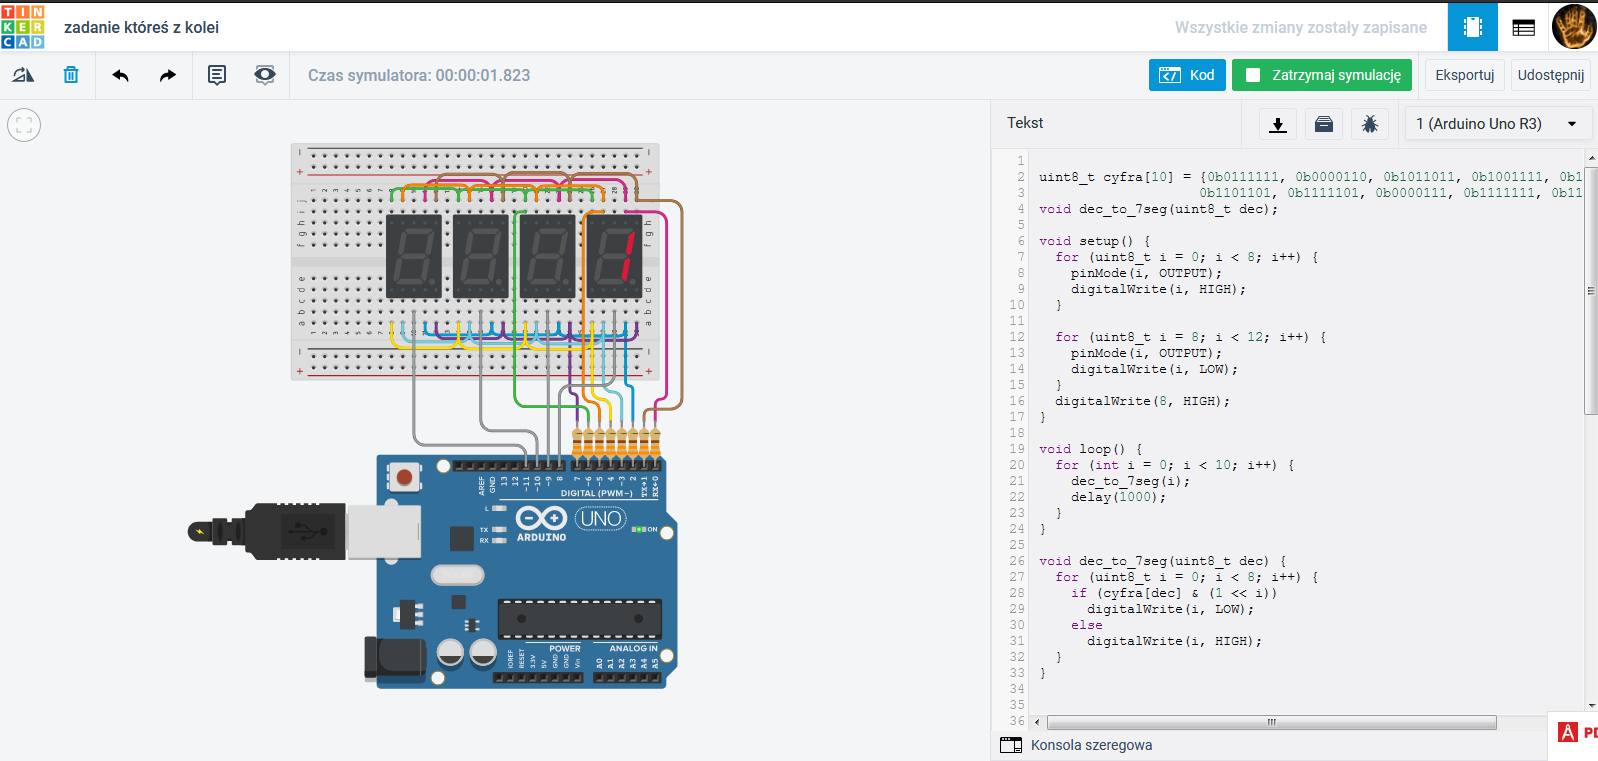 TIN
KER
CAD
zadanie któreś z kolei
Wszystkie zmiany zostały zapisane
Czas symulatora: 00:00:01.823
Kod
Zatrzymaj symulację
Eksportuj
Udostępnij
Tekst
1 (Arduino Uno R3)
1
2 uint8_t cyfra[10] = {0b0111111, 0b0000110, 0b1011011, 0b1001111, 0b1
3 0b1101101, 0b1111101, 0b0000111, 0b1111111, 0b11
4 void dec_to_7seg(uint8_t dec);
5
6 void setup() {
7 for (uint8_t i = 0; i < 8; i++) {
8 pinMode(i, OUTPUT);
9 digitalWrite(i, HIGH);
10 }
11
12 for (uint8_t i = 8; i < 12; i++) {
13 pinMode(i, OUTPUT);
14 digitalWrite(i, LOW);
15 }
16 digitalWrite(8, HIGH);
17 }
18
19 void loop() {
20 for (int i = 0; i < 10; i++) {
21 dec_to_7seg(i);
22 delay(1000);
23 }
24 }
25
26 void dec_to_7seg(uint8_t dec) {
27 for (uint8_t i = 0; i < 8; i++) {
28 if (cyfra[dec] & (1 << i))
29 digitalWrite(i, LOW);
30 else
31 digitalWrite(i, HIGH);
32 }
33 }
34
35
36
Konsola szeregowa
AREF
GND
13
12
~11
~10
~9
8
7
~6
~5
4
~3
2
TX→1
RX←0
DIGITAL (PWM~)
L
TX
RX
UNO
ARDUINO
ON
POWER
ANALOG IN
IOREF
RESET
3.3V
5V
GND
GND
Vin
A0
A1
A2
A3
A4
A5